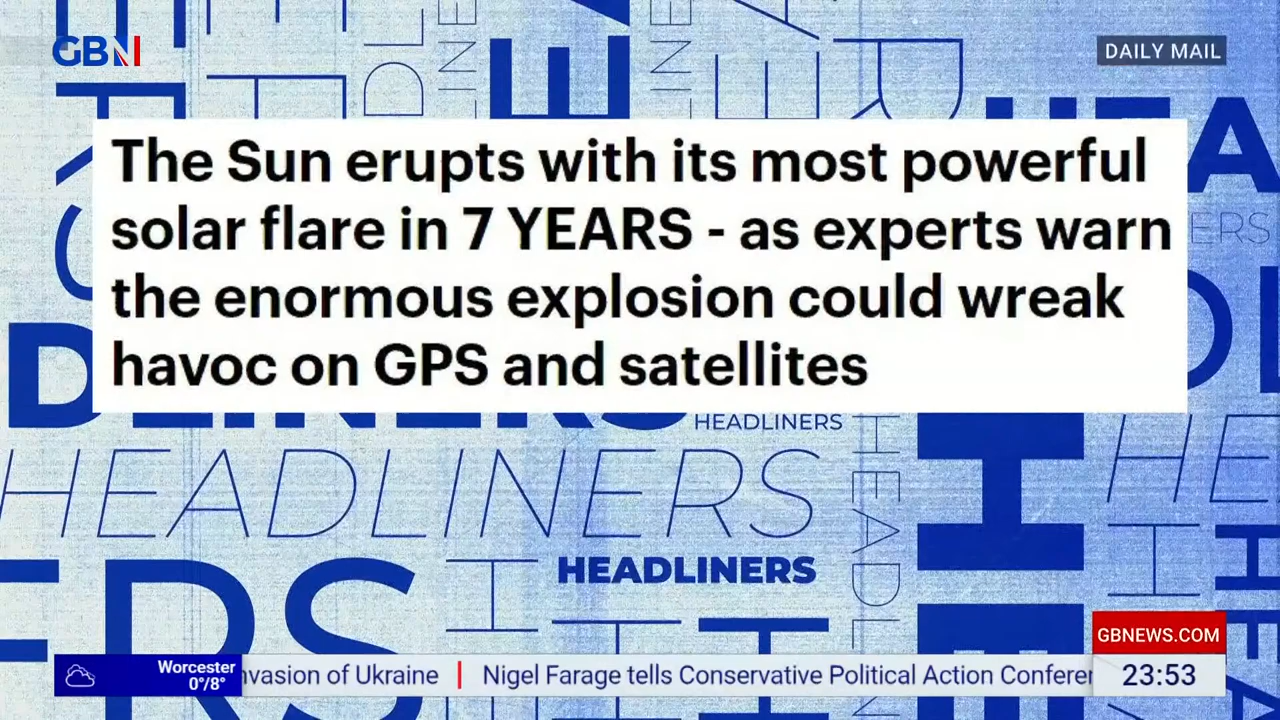 GBN
DAILY MAIL
The Sun erupts with its most powerful
solar flare in 7 YEARS - as experts warn
the enormous explosion could wreak
havoc on GPS and satellites
HEADLINERS
HEADLINERS
HEADLINERS
GBNEWS.COM
Worcester
0°/8°
nvasion of Ukraine | Nigel Farage tells Conservative Political Action Conferen
23:53